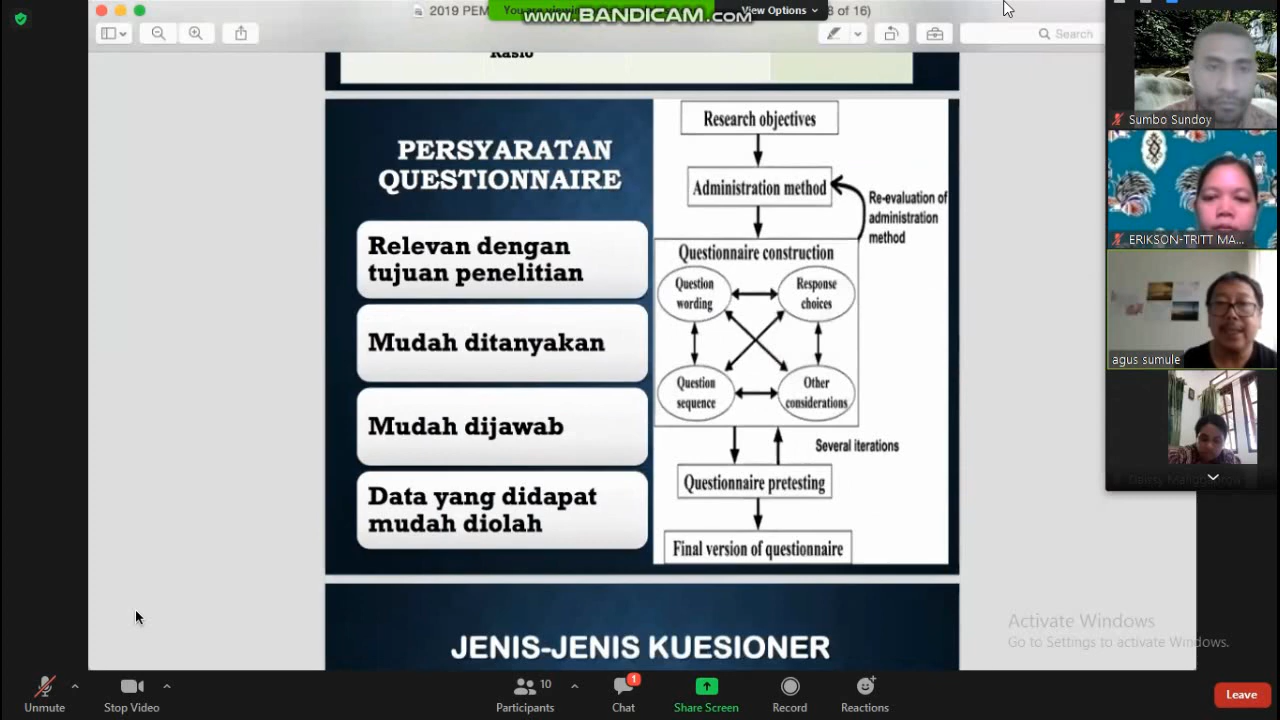 2019 PEM
You are viewin
www.BANDICAM.com
View Options
of 16)
Search
Rasio
PERSYARATAN
QUESTIONNAIRE
Relevan dengan
tujuan penelitian
Mudah ditanyakan
Mudah dijawab
Data yang didapat
mudah diolah
Research objectives
Administration method
Re-evaluation of
administration
method
Questionnaire construction
Question
wording
Response
choices
Question
sequence
Other
considerations
Several iterations
Questionnaire pretesting
Final version of questionnaire
JENIS-JENIS KUESIONER
Sumbo Sundoy
ERIKSON-TRITT MA...
agus sumule
Activate Windows
Go to Settings to activate Windows.
Unmute
Stop Video
10
Participants
1
Chat
Share Screen
Record
Reactions
Leave